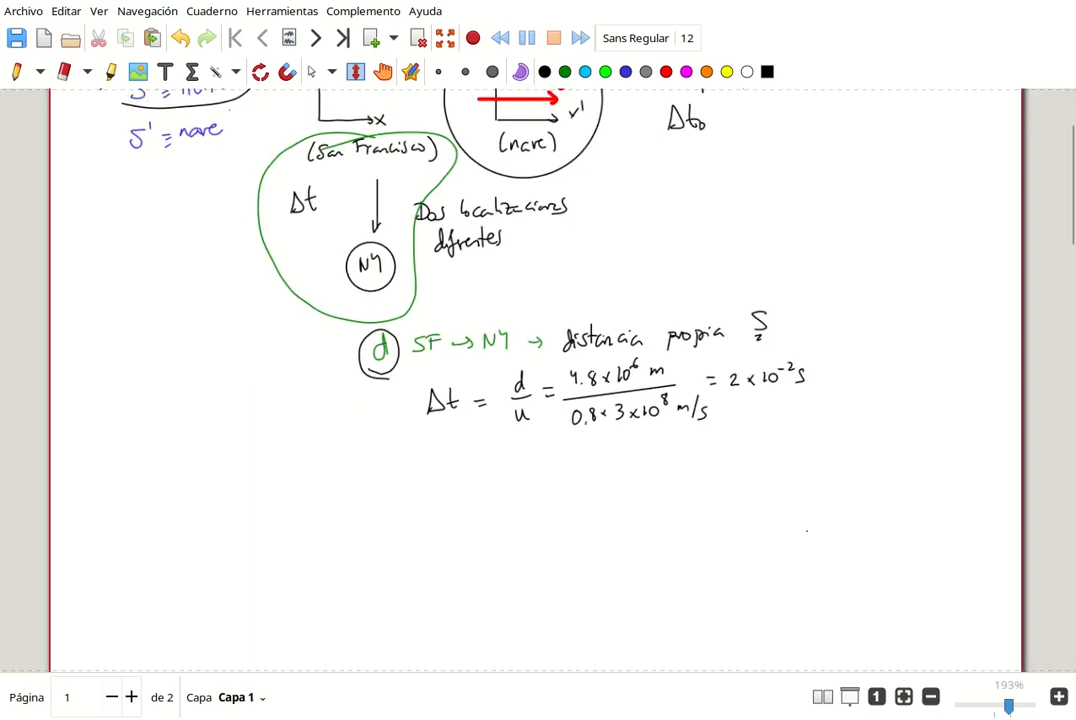 Archivo Editar Ver Navegación Cuaderno Herramientas Complemento Ayuda
Sans Regular 12
S' ≡ nave
x
(San Francisco)
x'
(nave)
Δt₀
Δt
Dos localizaciones
difrentes
NY
d SF → NY → distancia propia S
Δt = d/u = 4.8 × 10⁶ m / 0.8 · 3 × 10⁸ m/s = 2 × 10⁻² s
Página 1 de 2 Capa Capa 1 193%